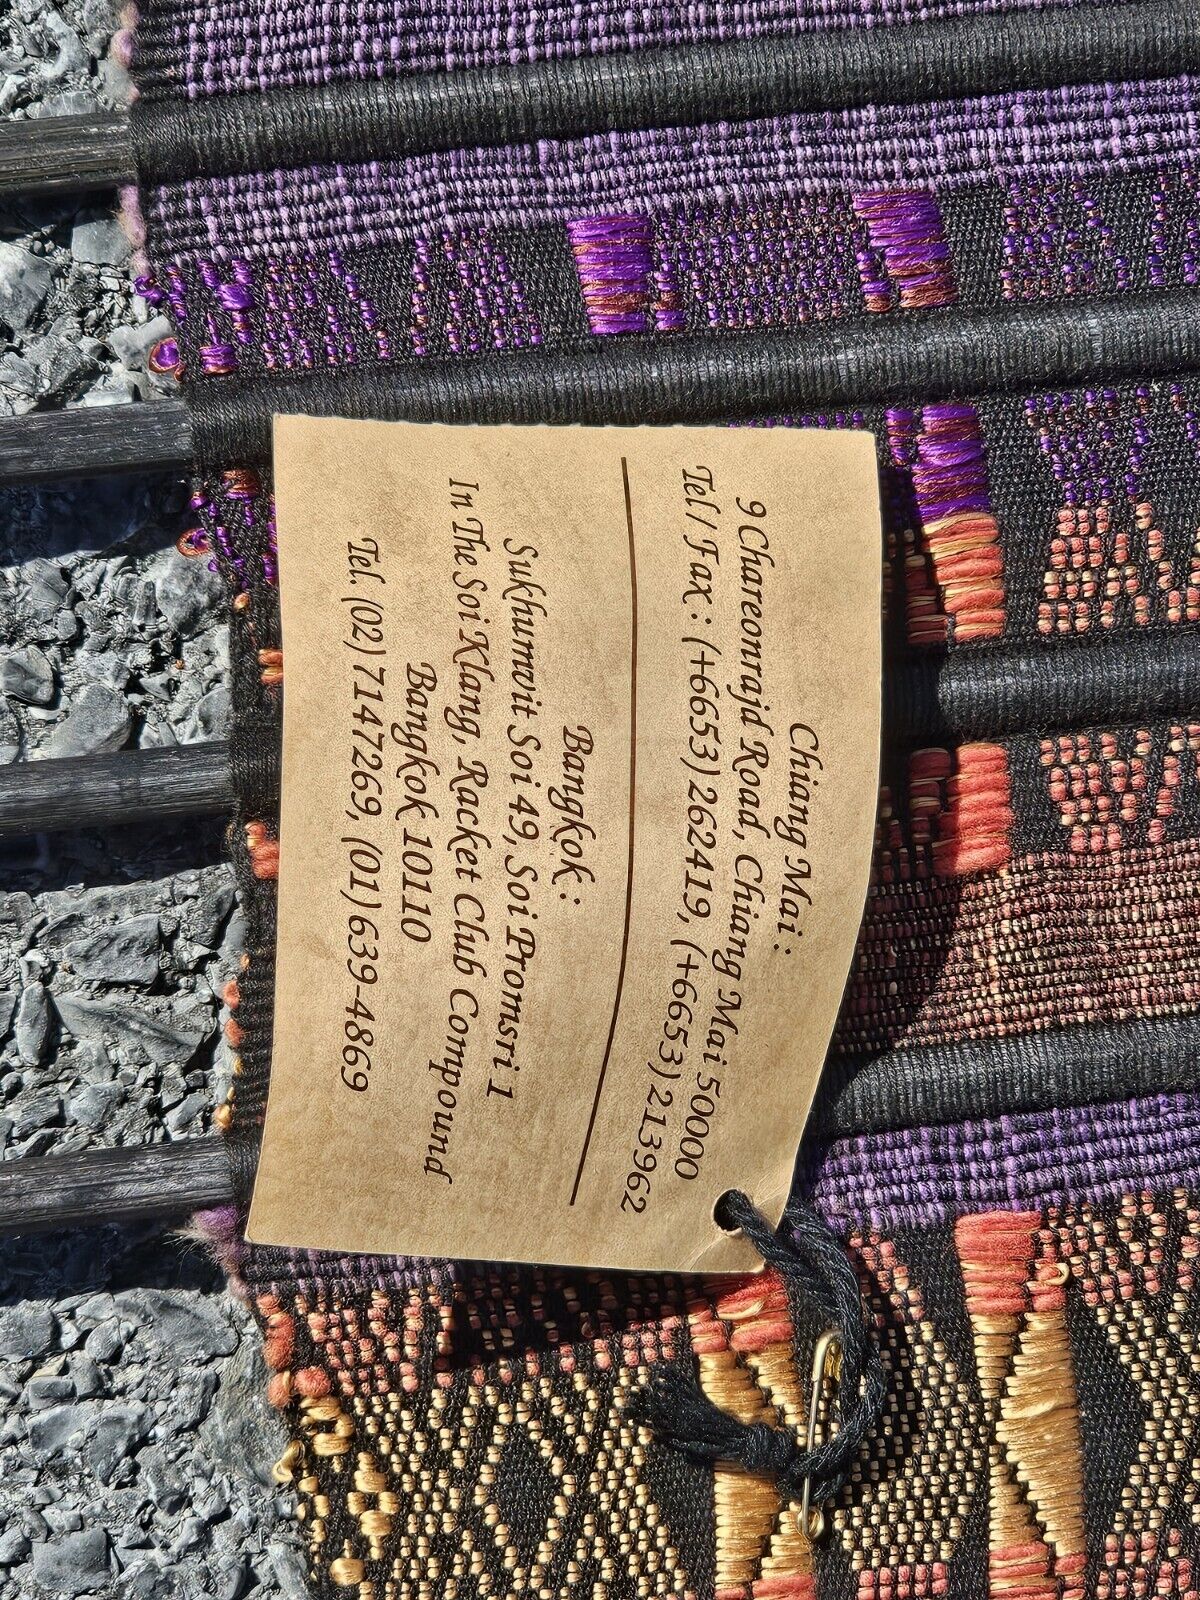 Chiang Mai :
9 Chareonrajd Road, Chiang Mai 50000
Tel / Fax : (+6653) 262419, (+6653) 213962
Bangkok :
Sukhumvit Soi 49, Soi Promsri 1
In The Soi Klang, Racket Club Compound
Bangkok 10110
Tel. (02) 7147269, (01) 639-4869